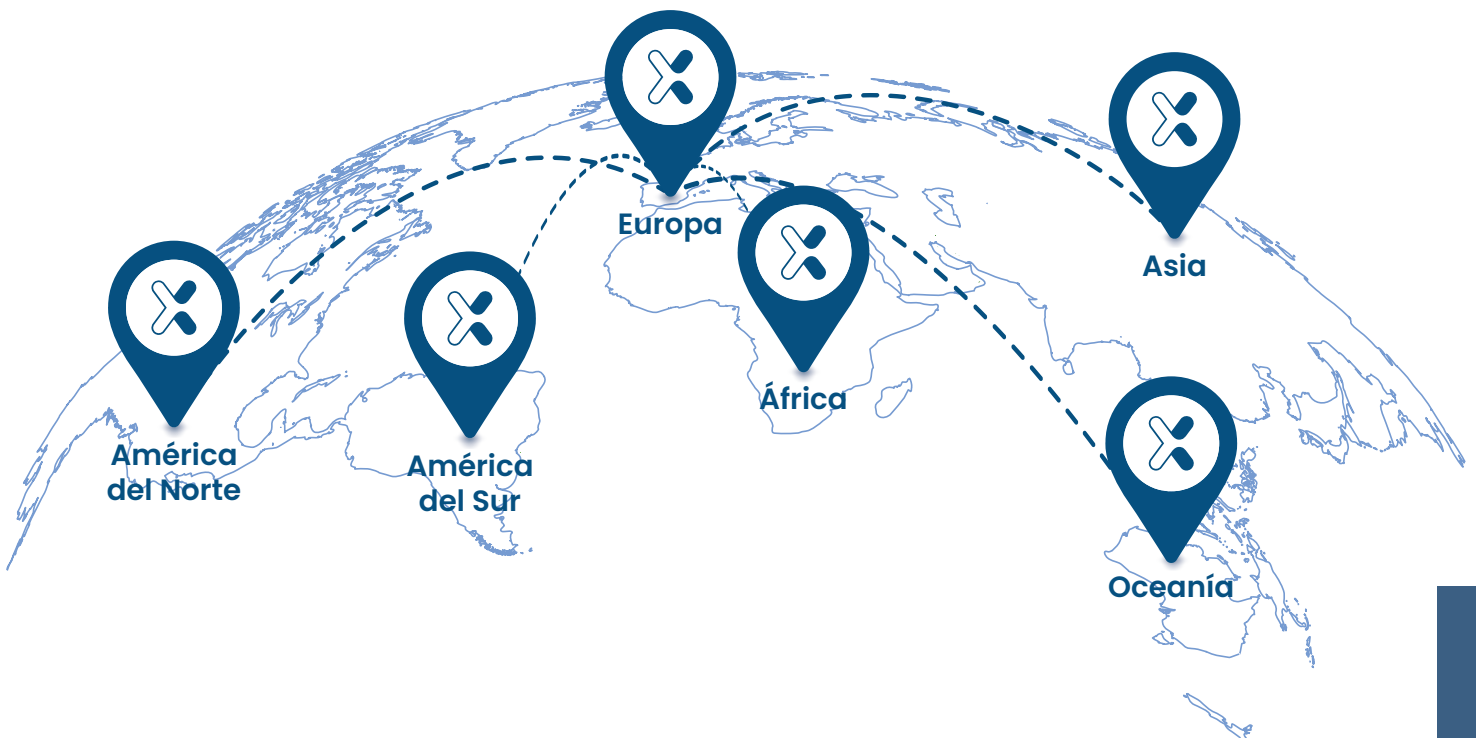 Europa
Asia
África
América
del Norte
América
del Sur
Oceanía